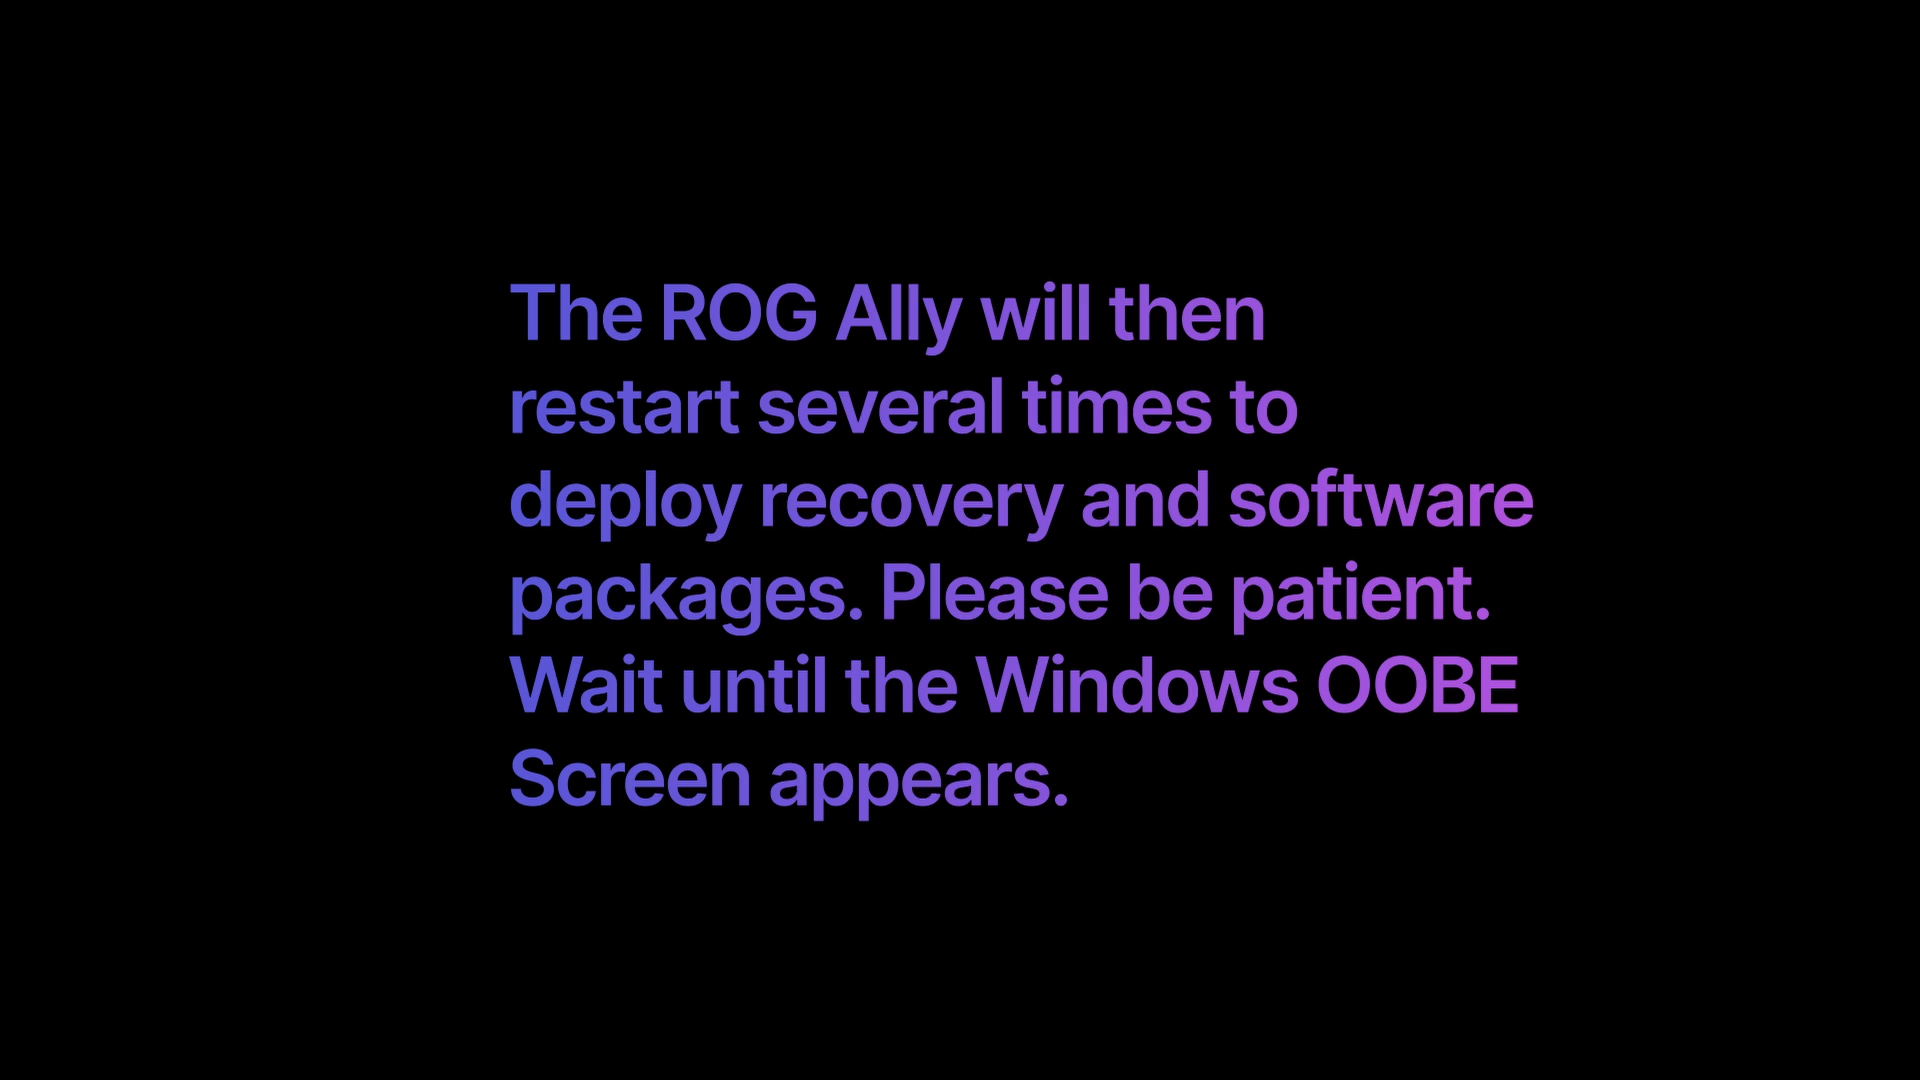 The ROG Ally will then
restart several times to
deploy recovery and software
packages. Please be patient.
Wait until the Windows OOBE
Screen appears.